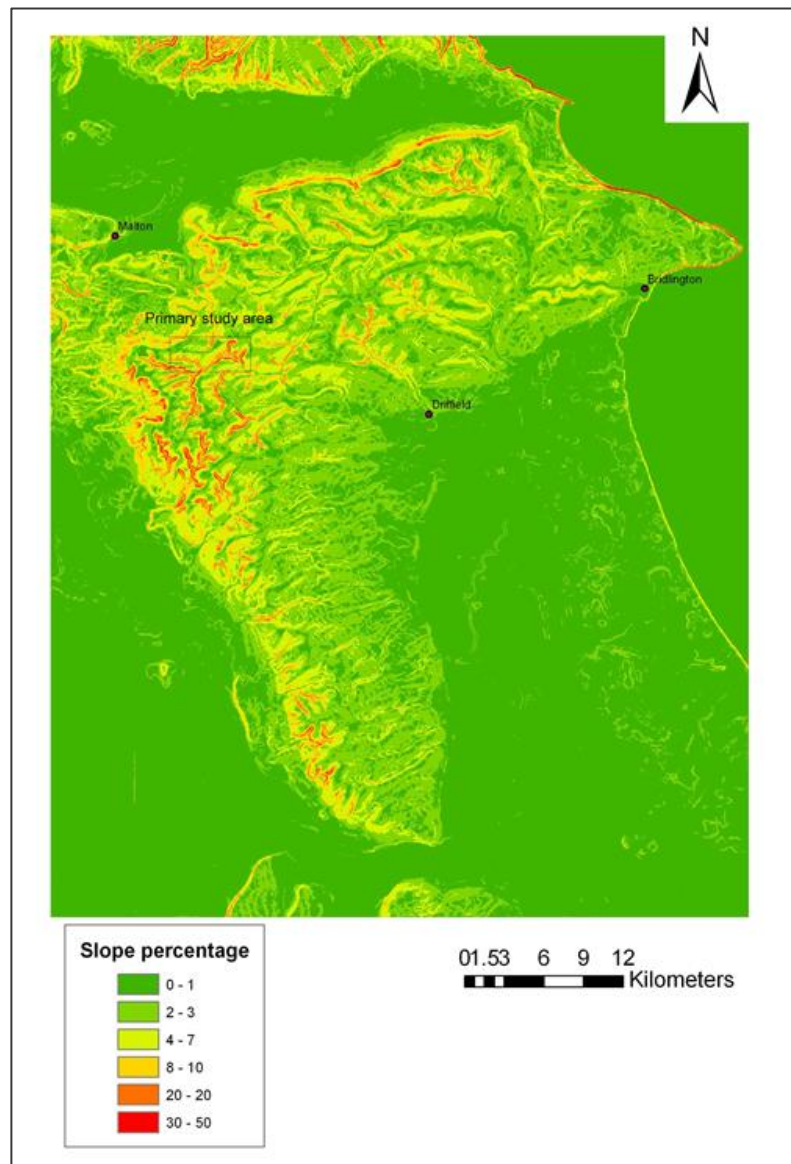 N
Malton
Bridlington
Primary study area
Driffield
Slope percentage
0 - 1
2 - 3
4 - 7
8 - 10
20 - 20
30 - 50
01.53 6 9 12
Kilometers